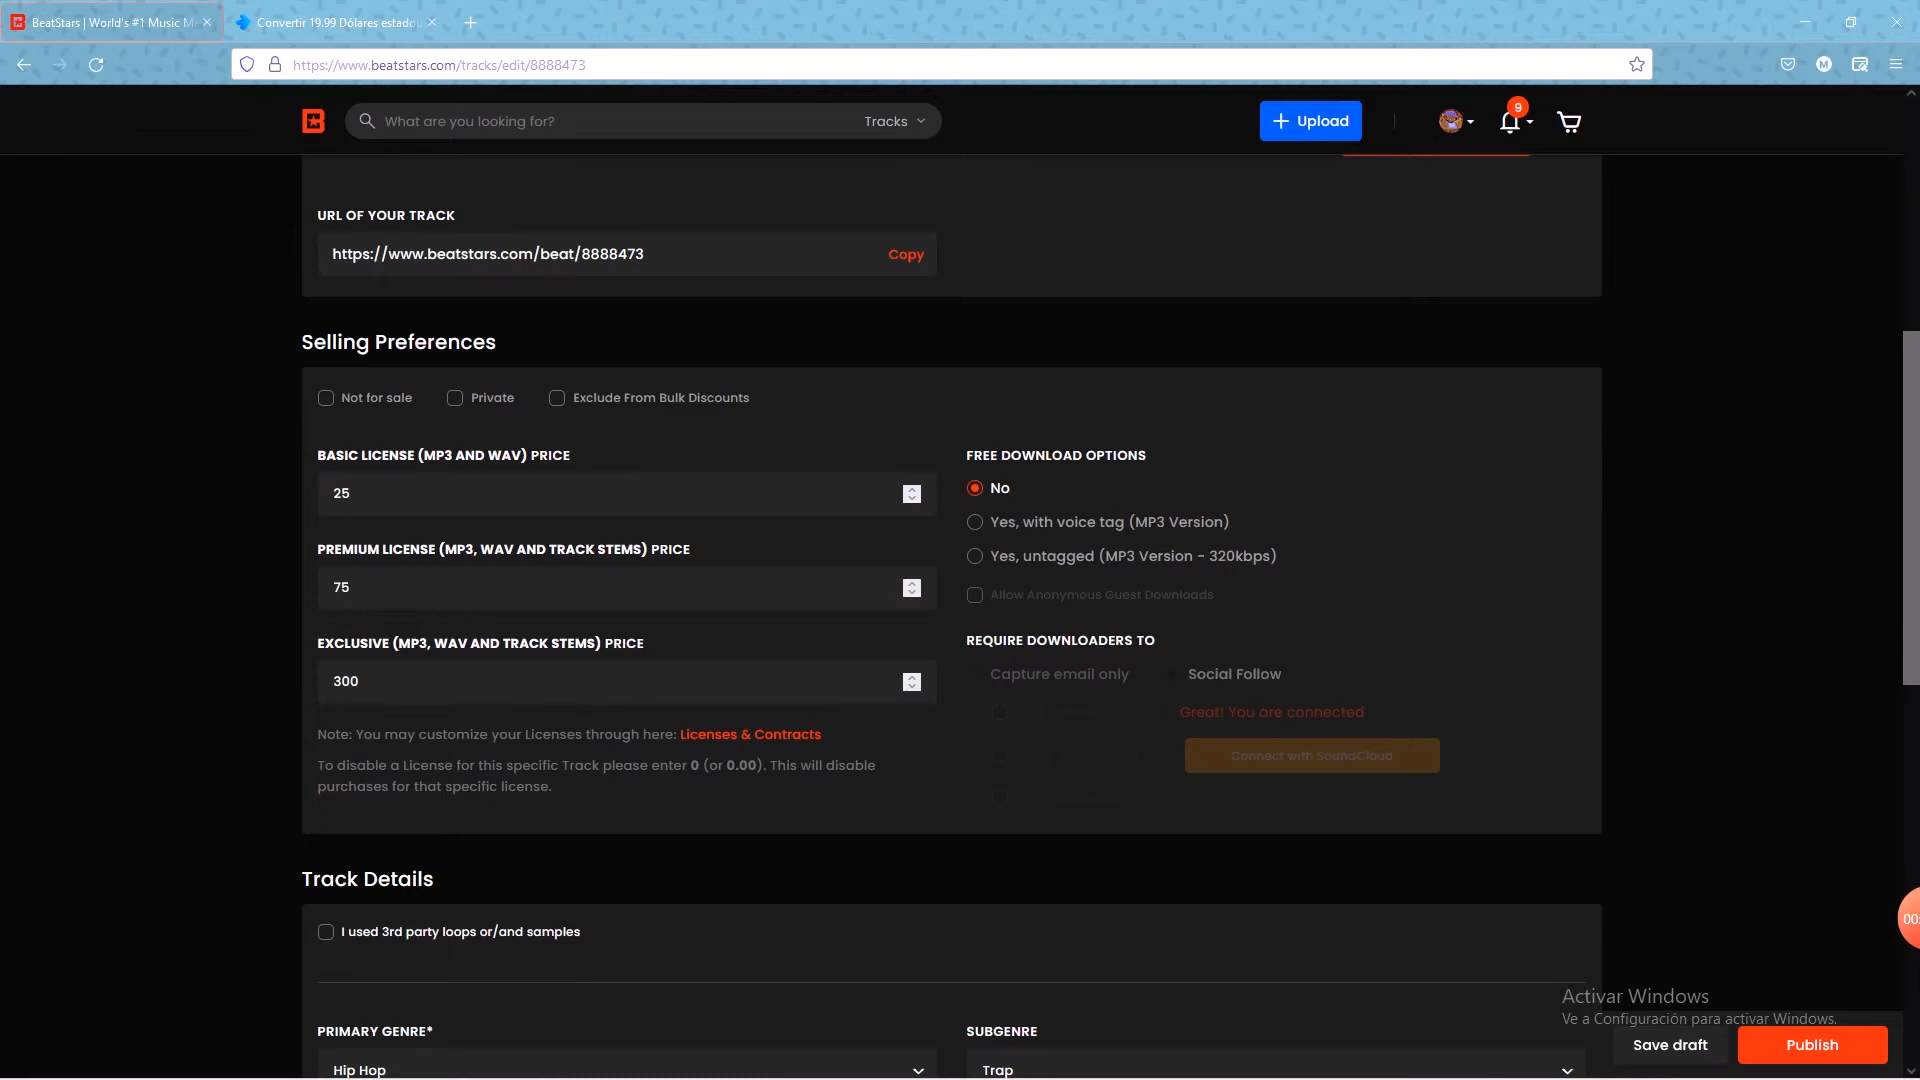 BeatStars | World's #1 Music M
Convertir 19.99 Dólares estadou
https://www.beatstars.com/tracks/edit/8888473
M
What are you looking for?
Tracks
Upload
9
URL OF YOUR TRACK
https://www.beatstars.com/beat/8888473
Copy
Selling Preferences
Not for sale
Private
Exclude From Bulk Discounts
BASIC LICENSE (MP3 AND WAV) PRICE
25
PREMIUM LICENSE (MP3, WAV AND TRACK STEMS) PRICE
75
EXCLUSIVE (MP3, WAV AND TRACK STEMS) PRICE
300
Note: You may customize your Licenses through here: Licenses & Contracts
To disable a License for this specific Track please enter 0 (or 0.00). This will disable
purchases for that specific license.
FREE DOWNLOAD OPTIONS
No
Yes, with voice tag (MP3 Version)
Yes, untagged (MP3 Version - 320kbps)
Allow Anonymous Guest Downloads
REQUIRE DOWNLOADERS TO
Capture email only
Social Follow
Great! You are connected
Connect with SoundCloud
Track Details
I used 3rd party loops or/and samples
00:
PRIMARY GENRE*
Hip Hop
SUBGENRE
Trap
Activar Windows
Ve a Configuración para activar Windows.
Save draft
Publish